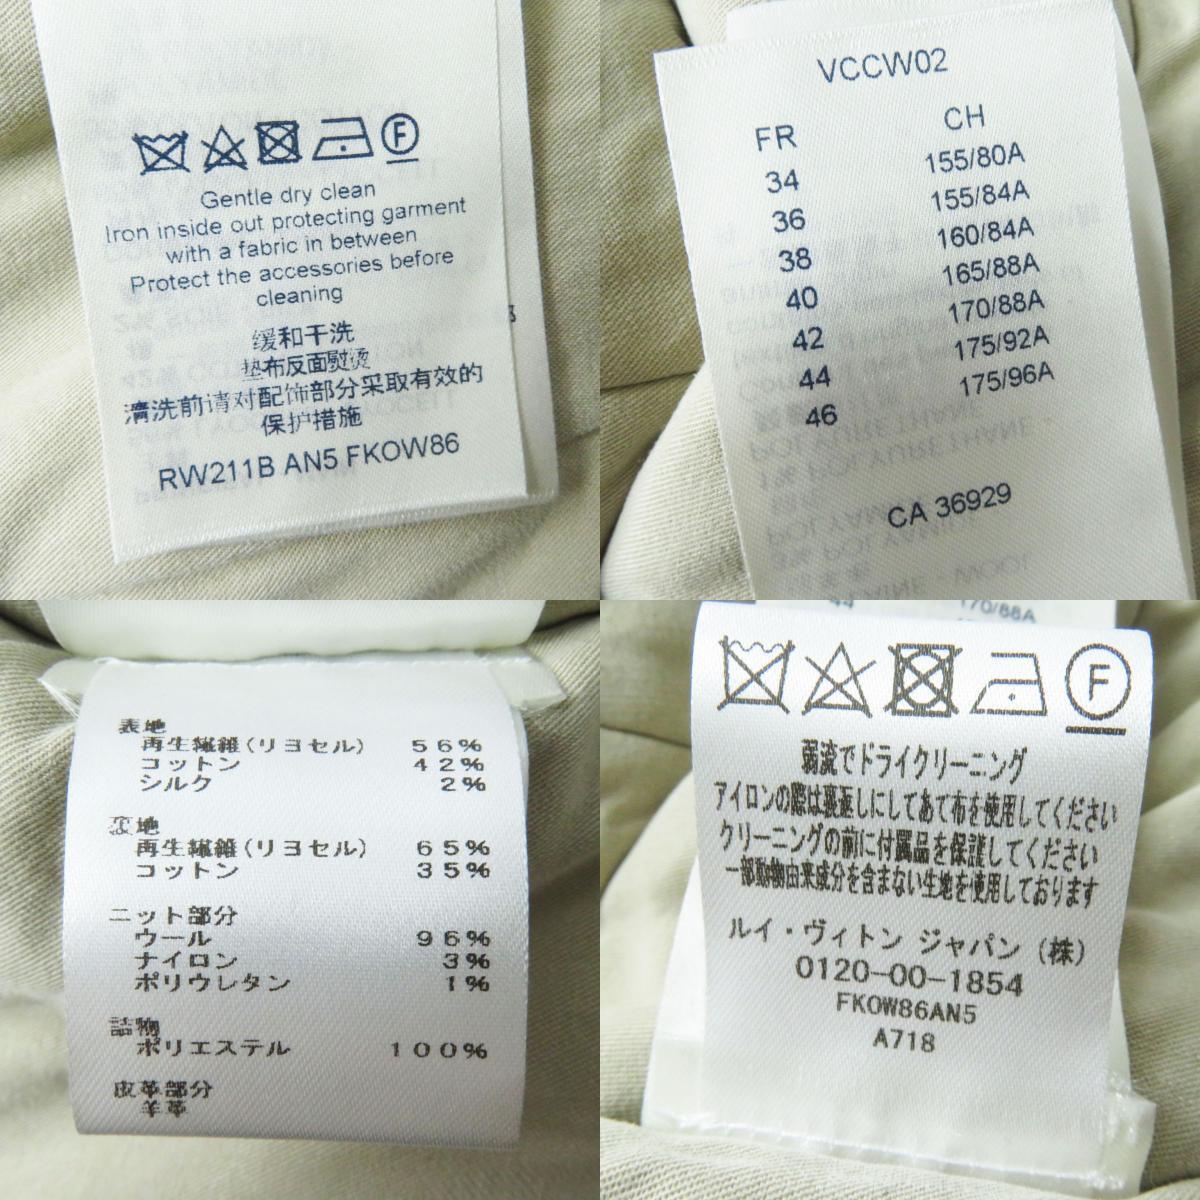 F
Gentle dry clean
Iron inside out protecting garment
with a fabric in between
Protect the accessories before
cleaning
缓和干洗
垫布反面熨烫
清洗前请对配饰部分采取有效的
保护措施
RW211B AN5 FKOW86
VCCW02
FR CH
34 155/80A
36 155/84A
38 160/84A
40 165/88A
42 170/88A
44 175/92A
46 175/96A
CA 36929
表地
再生繊維(リヨセル) 56%
コットン 42%
シルク 2%
裏地
再生繊維(リヨセル) 65%
コットン 35%
ニット部分
ウール 96%
ナイロン 3%
ポリウレタン 1%
詰物
ポリエステル 100%
皮革部分
羊革
44 170/88A
F
弱流でドライクリーニング
アイロンの際は裏返しにしてあて布を使用してください
クリーニングの前に付属品を保護してください
一部動物由来成分を含まない生地を使用しております
ルイ・ヴィトン ジャパン(株)
0120-00-1854
FKOW86AN5
A718